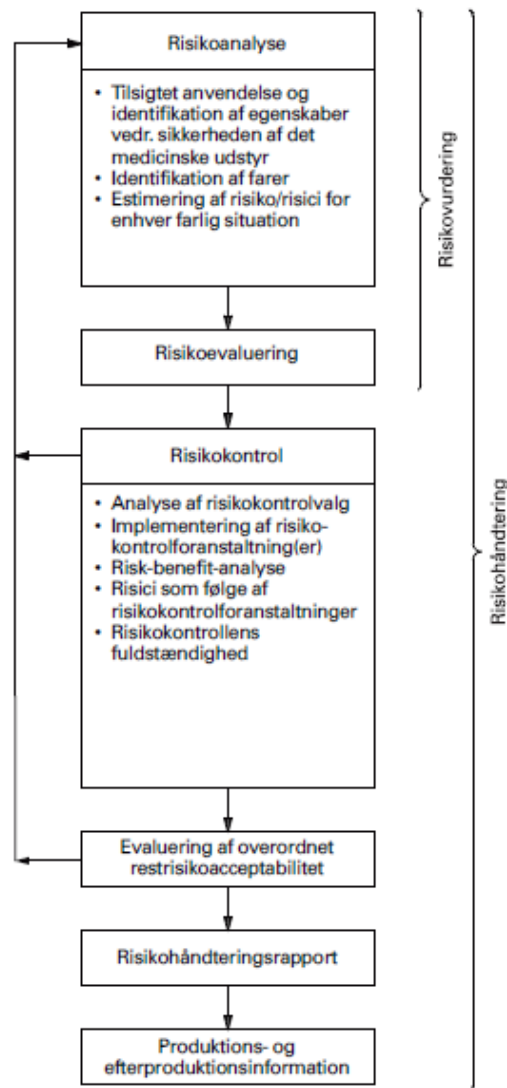 Risikoanalyse
• Tilsigtet anvendelse og
identifikation af egenskaber
vedr. sikkerheden af det
medicinske udstyr
• Identifikation af farer
• Estimering af risiko/risici for
enhver farlig situation
Risikovurdering
Risikoevaluering
Risikokontrol
• Analyse af risikokontrolvalg
• Implementering af risiko-
kontrolforanstaltning(er)
• Risk-benefit-analyse
• Risici som følge af
risikokontrolforanstaltninger
• Risikokontrollens
fuldstændighed
Risikohåndtering
Evaluering af overordnet
restrisikoacceptabilitet
Risikohåndteringsrapport
Produktions- og
efterproduktionsinformation